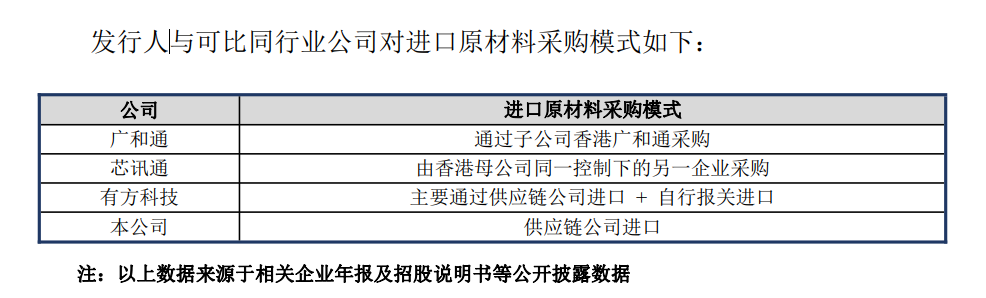 发行人与可比同行业公司对进口原材料采购模式如下：
公司 进口原材料采购模式
广和通 通过子公司香港广和通采购
芯讯通 由香港母公司同一控制下的另一企业采购
有方科技 主要通过供应链公司进口 + 自行报关进口
本公司 供应链公司进口
注：以上数据来源于相关企业年报及招股说明书等公开披露数据